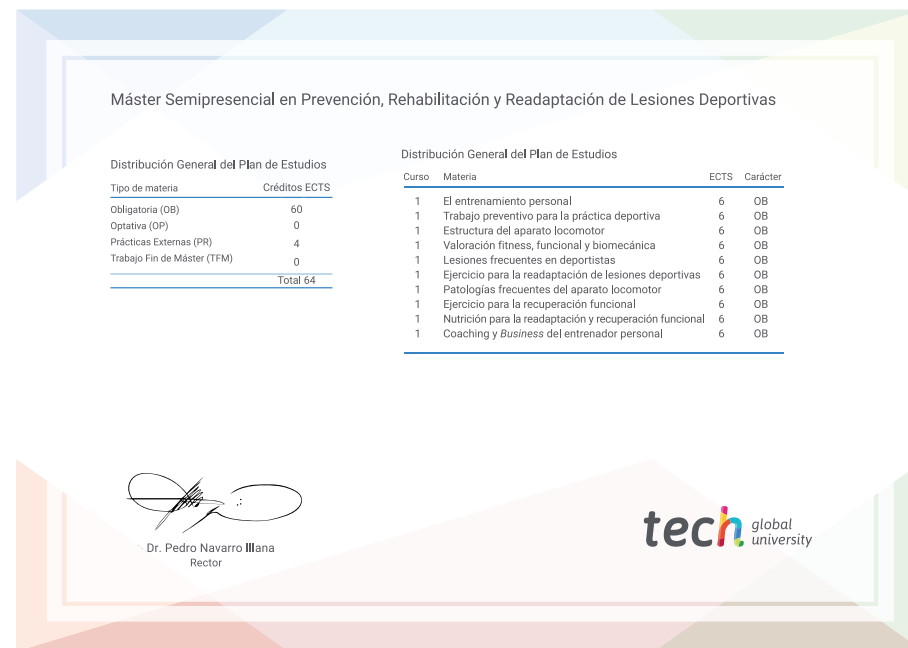 Máster Semipresencial en Prevención, Rehabilitación y Readaptación de Lesiones Deportivas
Distribución General del Plan de Estudios
Tipo de materia Créditos ECTS
Obligatoria (OB) 60
Optativa (OP) 0
Prácticas Externas (PR) 4
Trabajo Fin de Máster (TFM) 0
Total 64
Distribución General del Plan de Estudios
Curso Materia ECTS Carácter
1 El entrenamiento personal 6 OB
1 Trabajo preventivo para la práctica deportiva 6 OB
1 Estructura del aparato locomotor 6 OB
1 Valoración fitness, funcional y biomecánica 6 OB
1 Lesiones frecuentes en deportistas 6 OB
1 Ejercicio para la readaptación de lesiones deportivas 6 OB
1 Patologías frecuentes del aparato locomotor 6 OB
1 Ejercicio para la recuperación funcional 6 OB
1 Nutrición para la readaptación y recuperación funcional 6 OB
1 Coaching y Business del entrenador personal 6 OB
Dr. Pedro Navarro Illana
Rector
tech global
university